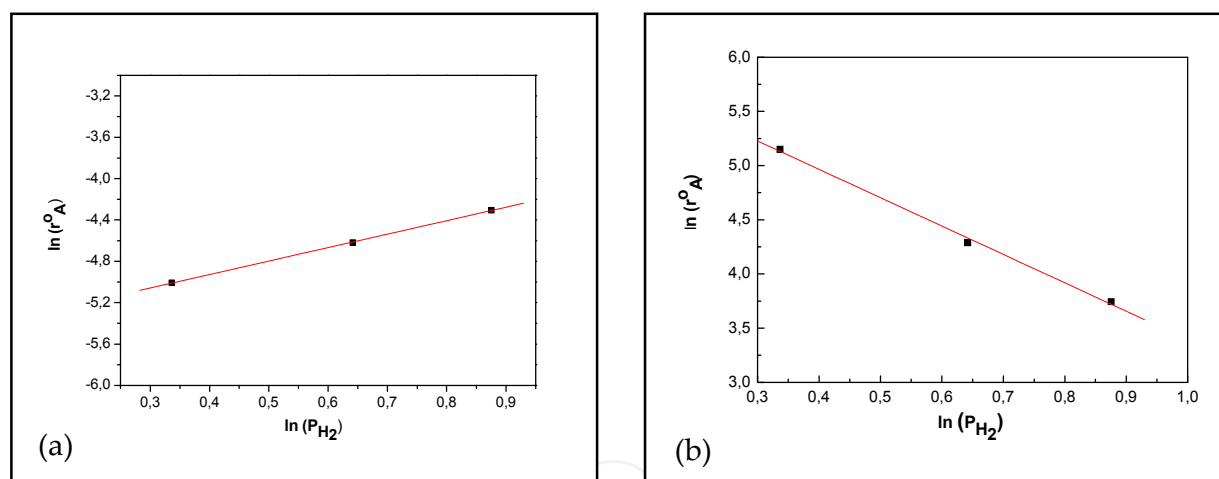 -3,2
-3,6
-4,0
-4,4
-4,8
-5,2
-5,6
-6,0
ln (r°A)
0,3 0,4 0,5 0,6 0,7 0,8 0,9
ln (PH2)
(a)
6,0
5,5
5,0
4,5
4,0
3,5
3,0
ln (r°A)
0,3 0,4 0,5 0,6 0,7 0,8 0,9 1,0
ln (PH2)
(b)